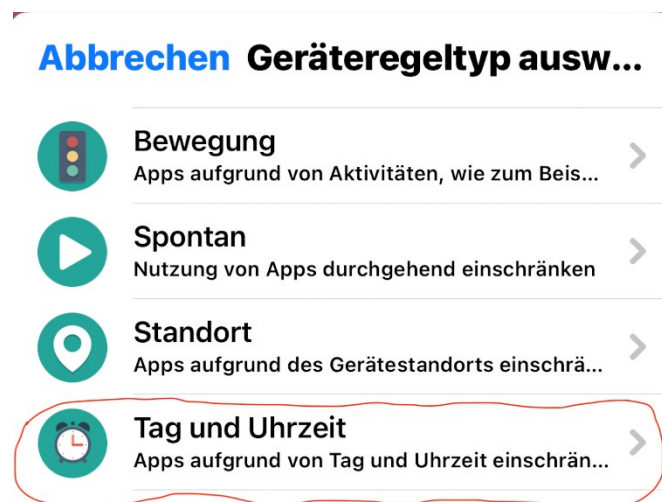 Abbrechen Geräteregeltyp ausw...
Bewegung
Apps aufgrund von Aktivitäten, wie zum Beis...
Spontan
Nutzung von Apps durchgehend einschränken
Standort
Apps aufgrund des Gerätestandorts einschrä...
Tag und Uhrzeit
Apps aufgrund von Tag und Uhrzeit einschrän...